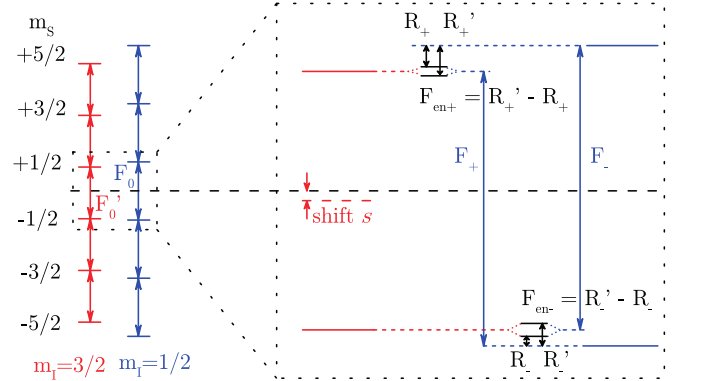 m_S
+5/2
+3/2
+1/2
-1/2
-3/2
-5/2
F_0
F_0'
m_I=3/2 m_I=1/2
R_+ R_+'
F_en+ = R_+' - R_+
F_+
F_-
shift s
F_en- = R_-' - R_-
R_- R_-'